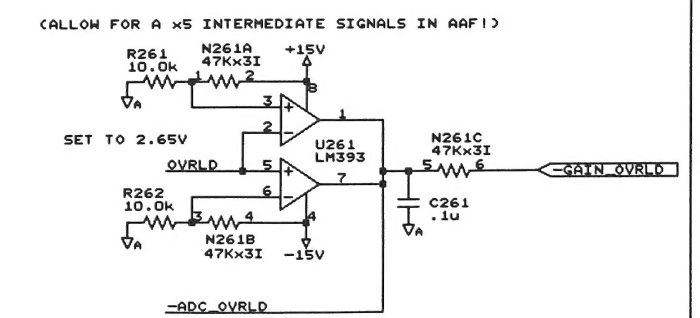 (ALLOW FOR A x5 INTERMEDIATE SIGNALS IN AAF!)
R261
10.0k
N261A
47Kx3I
+15V
1
2
8
A
3
1
2
SET TO 2.65V
U261
LM393
N261C
47Kx3I
OVRLD
5
7
5
6
-GAIN_OVRLD
6
R262
10.0k
C261
.1u
3
4
4
A
A
N261B
47Kx3I
-15V
-ADC_OVRLD